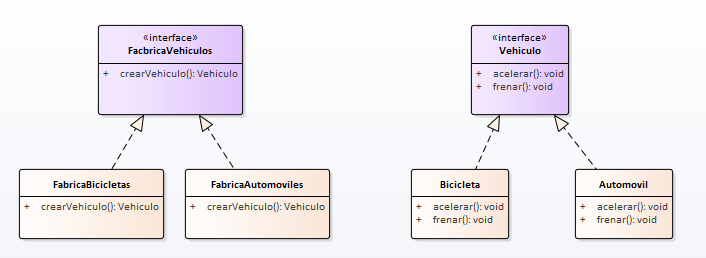 «interface»
FacbricaVehiculos
+ crearVehiculo(): Vehiculo
«interface»
Vehiculo
+ acelerar(): void
+ frenar(): void
FabricaBicicletas
+ crearVehiculo(): Vehiculo
FabricaAutomoviles
+ crearVehiculo(): Vehiculo
Bicicleta
+ acelerar(): void
+ frenar(): void
Automovil
+ acelerar(): void
+ frenar(): void